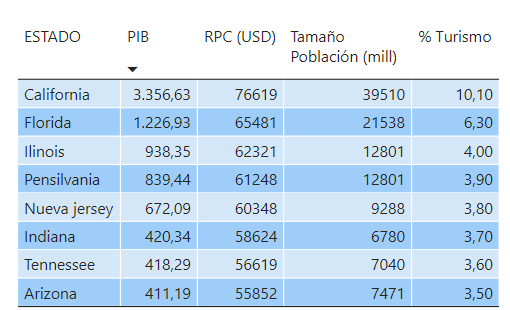 ESTADO PIB RPC (USD) Tamaño Población (mill) % Turismo
California 3.356,63 76619 39510 10,10
Florida 1.226,93 65481 21538 6,30
Ilinois 938,35 62321 12801 4,00
Pensilvania 839,44 61248 12801 3,90
Nueva jersey 672,09 60348 9288 3,80
Indiana 420,34 58624 6780 3,70
Tennessee 418,29 56619 7040 3,60
Arizona 411,19 55852 7471 3,50